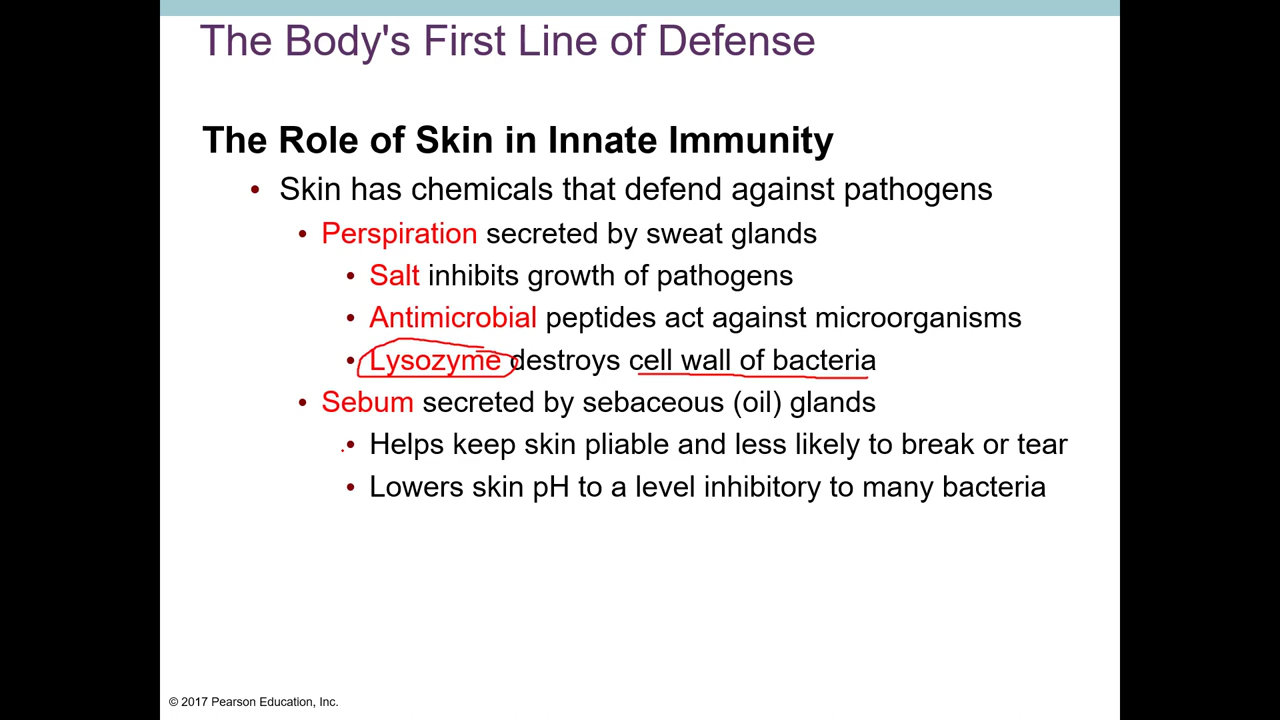 The Body's First Line of Defense
The Role of Skin in Innate Immunity
• Skin has chemicals that defend against pathogens
• Perspiration secreted by sweat glands
• Salt inhibits growth of pathogens
• Antimicrobial peptides act against microorganisms
• Lysozyme destroys cell wall of bacteria
• Sebum secreted by sebaceous (oil) glands
• Helps keep skin pliable and less likely to break or tear
• Lowers skin pH to a level inhibitory to many bacteria
© 2017 Pearson Education, Inc.